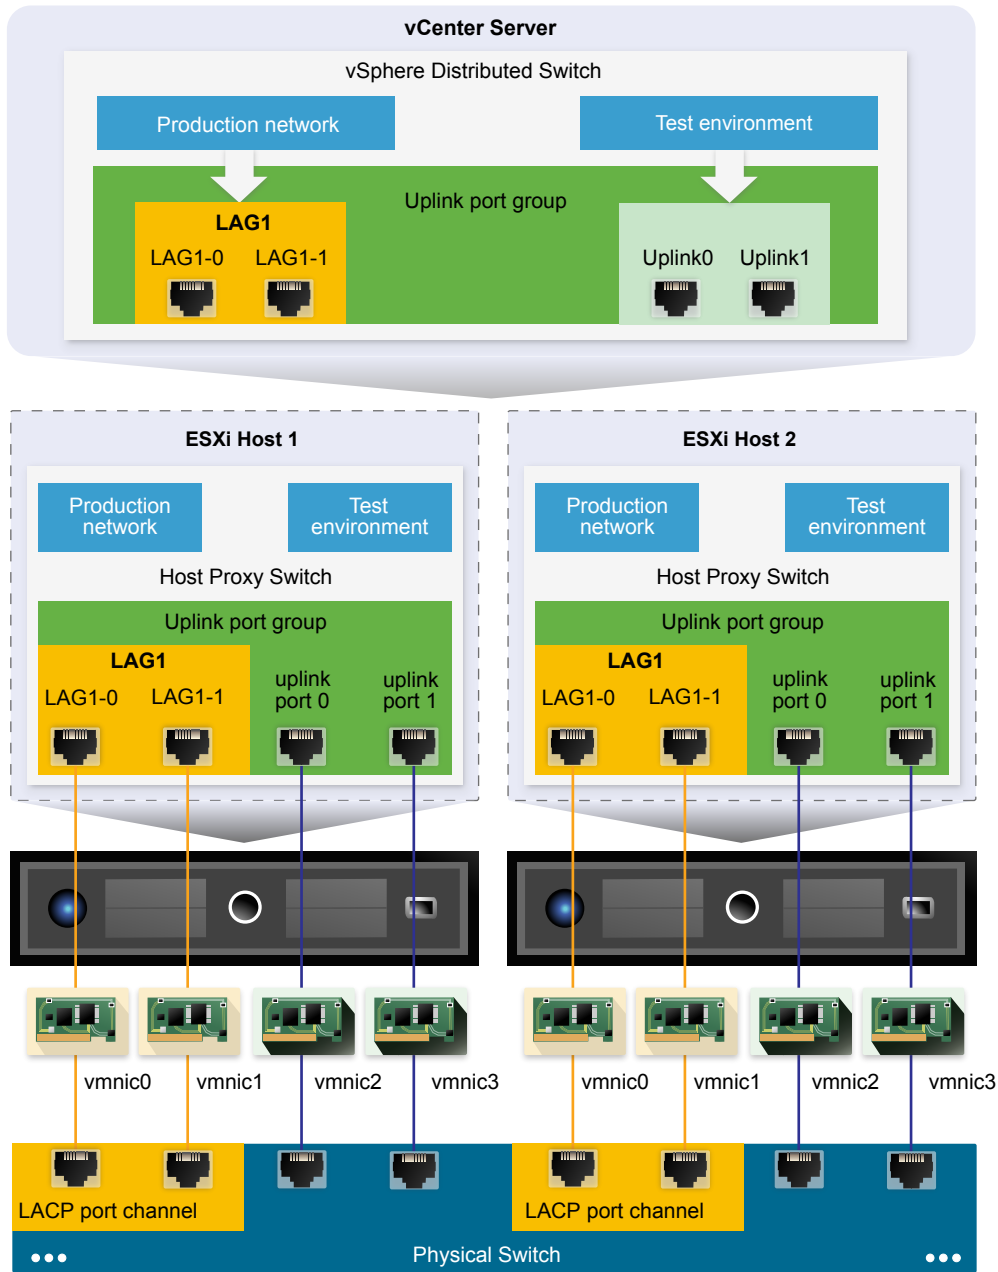 vCenter Server
vSphere Distributed Switch
Production network
Test environment
Uplink port group
LAG1
LAG1-0 LAG1-1
Uplink0 Uplink1
ESXi Host 1
Production
network
Test
environment
Host Proxy Switch
Uplink port group
LAG1
LAG1-0 LAG1-1
uplink
port 0
uplink
port 1
ESXi Host 2
Production
network
Test
environment
Host Proxy Switch
Uplink port group
LAG1
LAG1-0 LAG1-1
uplink
port 0
uplink
port 1
vmnic0 vmnic1 vmnic2 vmnic3
vmnic0 vmnic1 vmnic2 vmnic3
LACP port channel
LACP port channel
Physical Switch